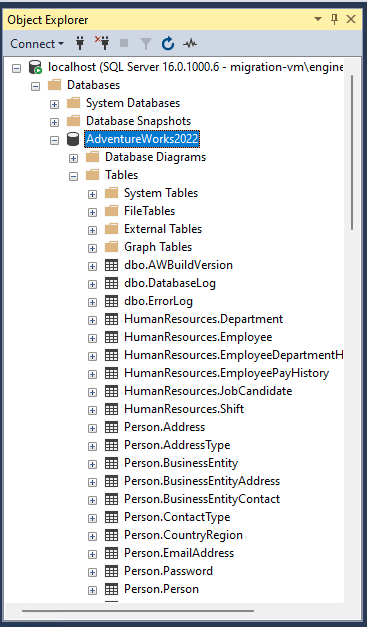 Object Explorer
Connect
localhost (SQL Server 16.0.1000.6 - migration-vm\engine
Databases
System Databases
Database Snapshots
AdventureWorks2022
Database Diagrams
Tables
System Tables
FileTables
External Tables
Graph Tables
dbo.AWBuildVersion
dbo.DatabaseLog
dbo.ErrorLog
HumanResources.Department
HumanResources.Employee
HumanResources.EmployeeDepartmentH
HumanResources.EmployeePayHistory
HumanResources.JobCandidate
HumanResources.Shift
Person.Address
Person.AddressType
Person.BusinessEntity
Person.BusinessEntityAddress
Person.BusinessEntityContact
Person.ContactType
Person.CountryRegion
Person.EmailAddress
Person.Password
Person.Person